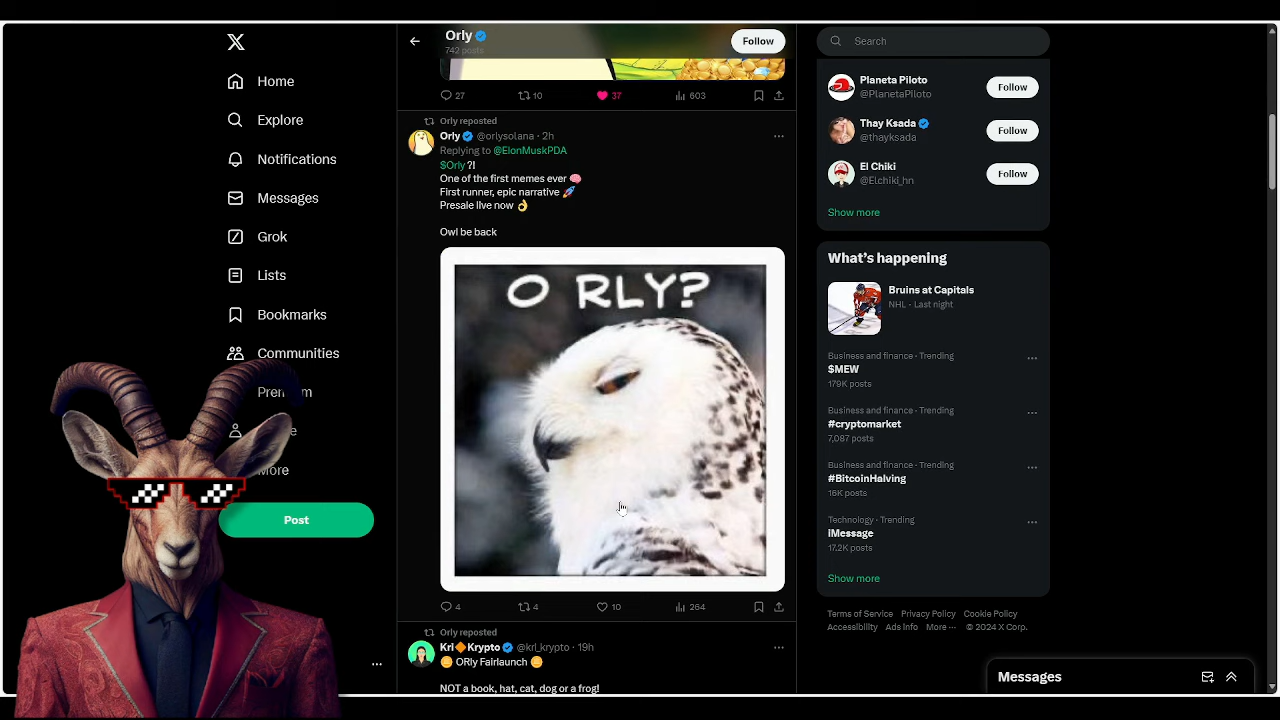 Home
Explore
Notifications
Messages
Grok
Lists
Bookmarks
Communities
More
Post
Orly
742 posts
Follow
27
10
37
603
Orly reposted
Orly @orlysolana · 2h
Replying to @ElonMuskPDA
$Orly ?!
One of the first memes ever 🧠
First runner, epic narrative 🚀
Presale live now 👌
Owl be back
O RLY?
4
4
10
264
Orly reposted
Kri🔶Krypto @kri_krypto · 19h
🪙 ORly Fairlaunch 🪙
NOT a book, hat, cat, dog or a frog!
Search
Planeta Piloto
@PlanetaPiloto
Follow
Thay Ksada
@thayksada
Follow
El Chiki
@Elchiki_hn
Follow
Show more
What's happening
Bruins at Capitals
NHL · Last night
Business and finance · Trending
$MEW
179K posts
Business and finance · Trending
#cryptomarket
7,087 posts
Business and finance · Trending
#BitcoinHalving
16K posts
Technology · Trending
iMessage
17.2K posts
Show more
Terms of Service Privacy Policy Cookie Policy
Accessibility Ads info More ··· © 2024 X Corp.
Messages